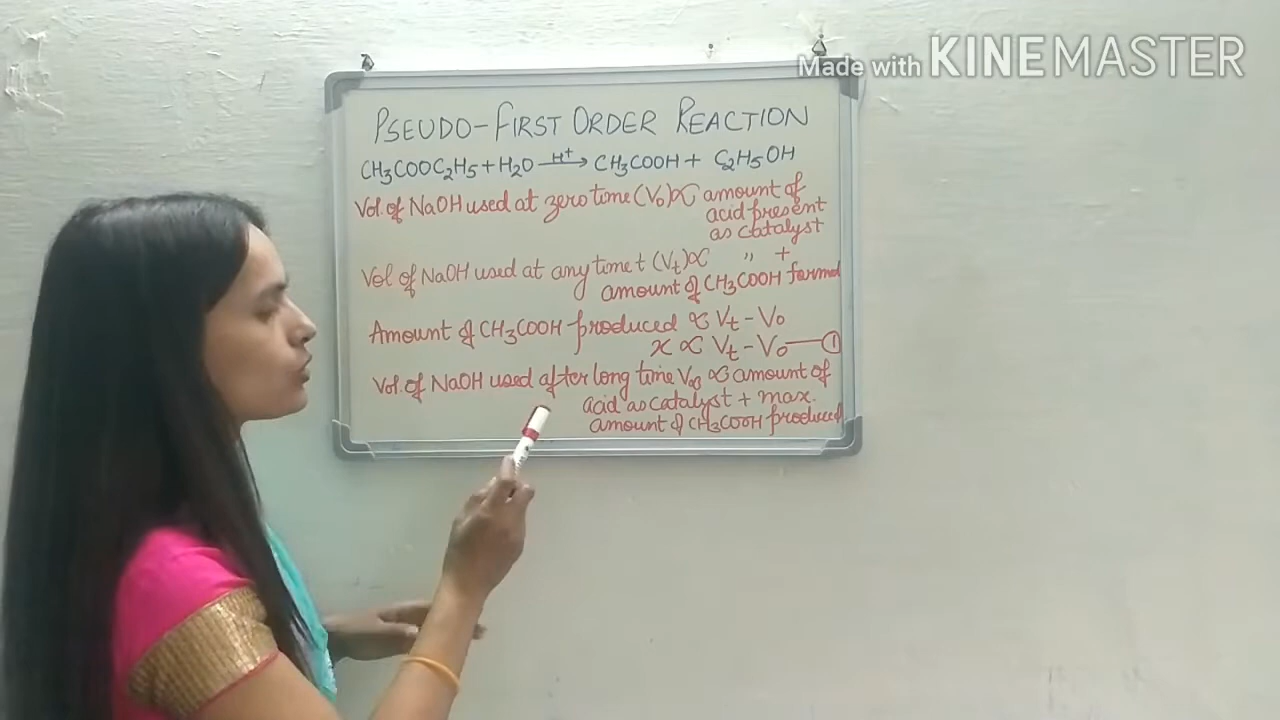 Made with KINEMASTER
PSEUDO-FIRST ORDER REACTION
CH3COOC2H5 + H2O —H+→ CH3COOH + C2H5OH
Vol. of NaOH used at zero time (V0) ∝ amount of
acid present
as catalyst
Vol of NaOH used at any time t (Vt) ∝ " +
amount of CH3COOH formed
Amount of CH3COOH produced ∝ Vt - V0
x ∝ Vt - V0 — 1
Vol. of NaOH used after long time V∞ ∝ amount of
acid as catalyst + max.
amount of CH3COOH produced